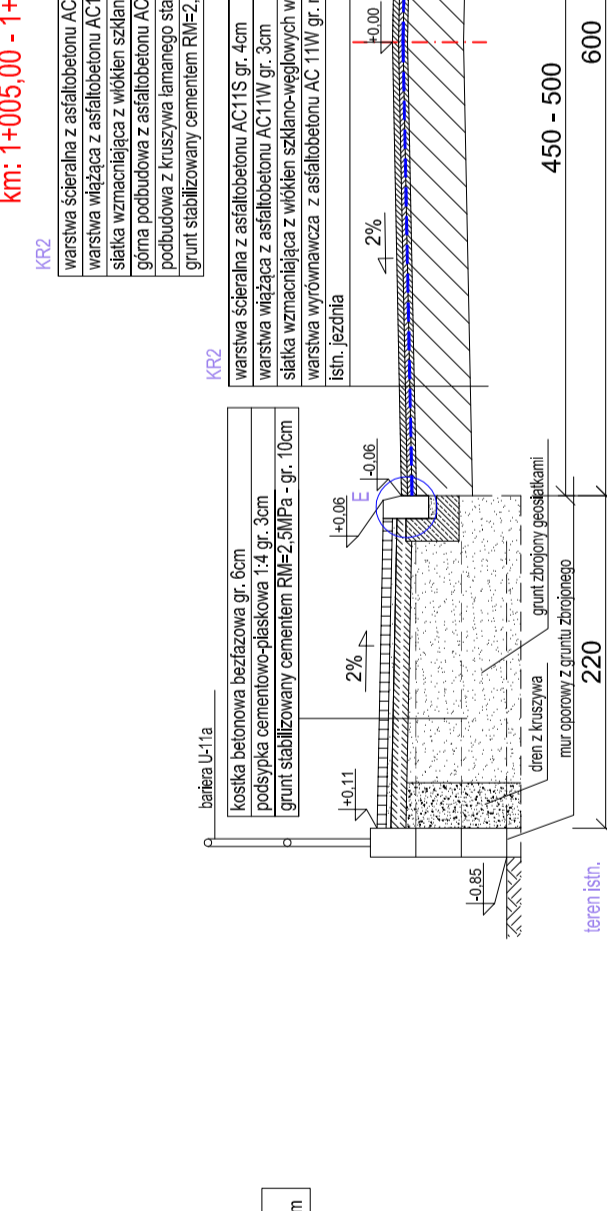 km: 1+005,00 - 1+
KR2
warstwa ścieralna z asfaltobetonu AC
warstwa wiążąca z asfaltobetonu AC1
siatka wzmacniająca z włókien szklan
górna podbudowa z asfaltobetonu AC
podbudowa z kruszywa łamanego sta
grunt stabilizowany cementem RM=2,
KR2
warstwa ścieralna z asfaltobetonu AC11S gr. 4cm
warstwa wiążąca z asfaltobetonu AC11W gr. 3cm
siatka wzmacniająca z włókien szklano-węglowych w
warstwa wyrównawcza z asfaltobetonu AC 11W gr.
istn. jezdnia
kostka betonowa bezfazowa gr. 6cm
podsypka cementowo-piaskowa 1:4 gr. 3cm
grunt stabilizowany cementem RM=2,5MPa - gr. 10cm
bariera U-11a
+0,11
2%
+0,06
E
-0,06
2%
+0,00
-0,85
dren z kruszywa
grunt zbrojony geosiatkami
mur oporowy z gruntu zbrojonego
450 - 500
teren istn.
220
600
m